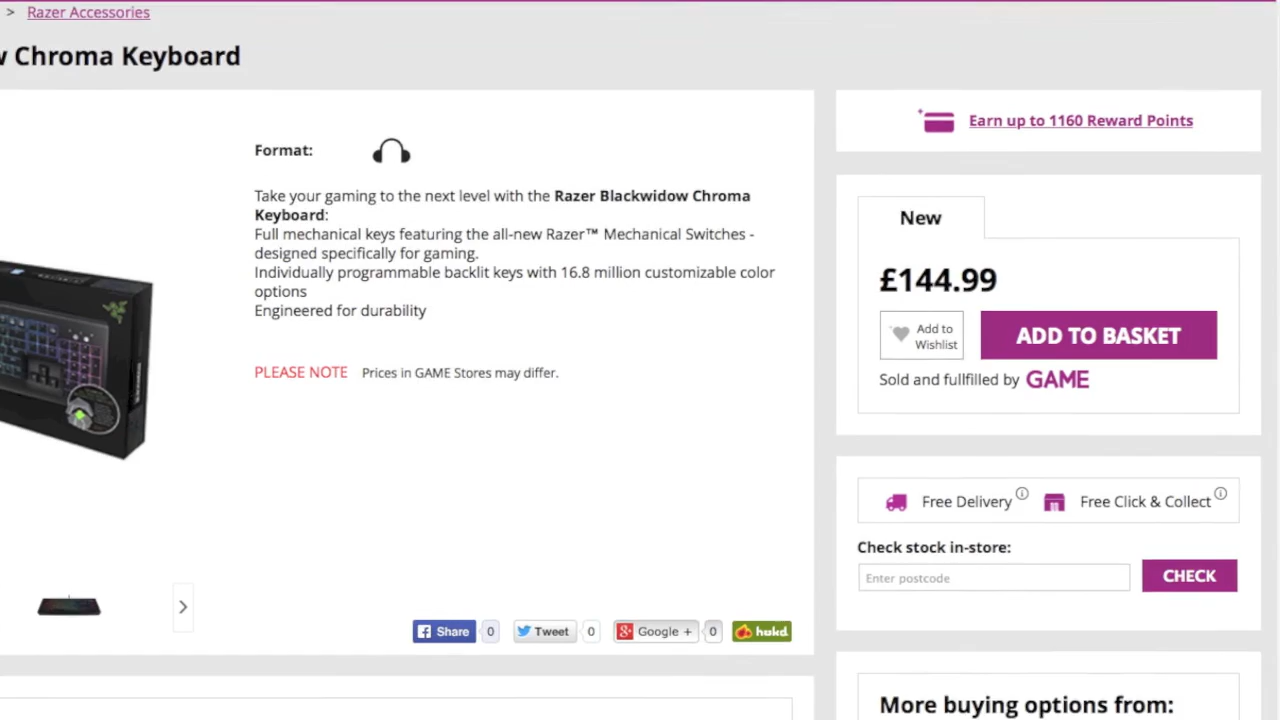 > Razer Accessories
Chroma Keyboard
Format:
Take your gaming to the next level with the Razer Blackwidow Chroma
Keyboard:
Full mechanical keys featuring the all-new Razer™ Mechanical Switches -
designed specifically for gaming.
Individually programmable backlit keys with 16.8 million customizable color
options
Engineered for durability
PLEASE NOTE Prices in GAME Stores may differ.
Share 0 Tweet 0 Google + 0 hukd
Earn up to 1160 Reward Points
New
£144.99
Add to
Wishlist
ADD TO BASKET
Sold and fullfilled by GAME
Free Delivery Free Click & Collect
Check stock in-store:
Enter postcode CHECK
More buying options from: